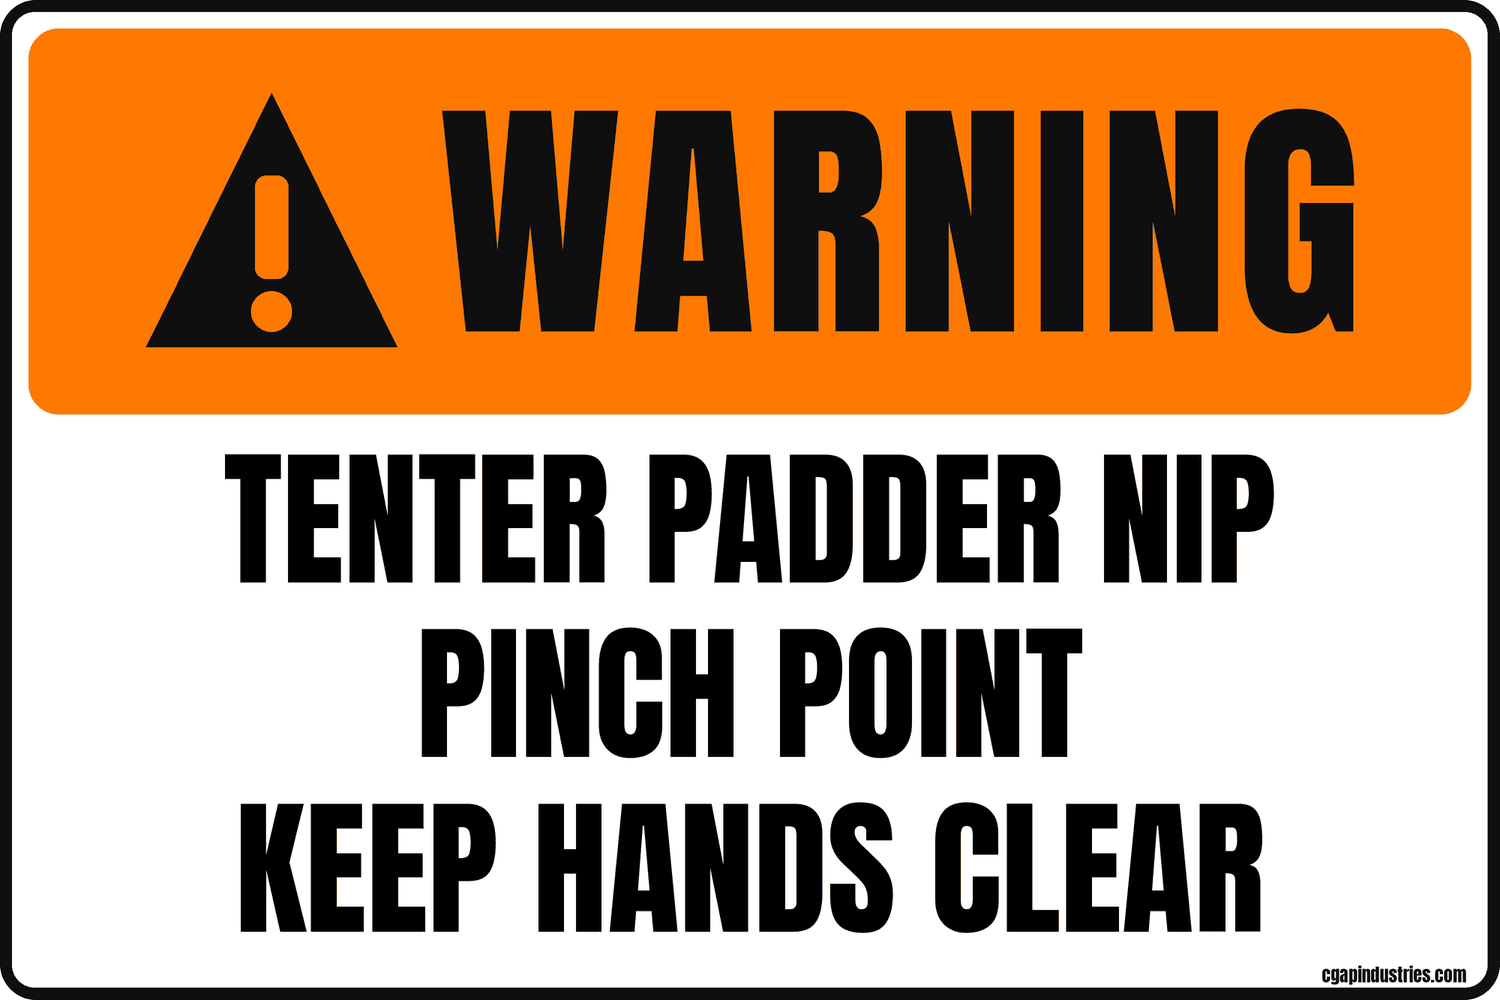 WARNING
TENTER PADDER NIP
PINCH POINT
KEEP HANDS CLEAR
cgapindustries.com